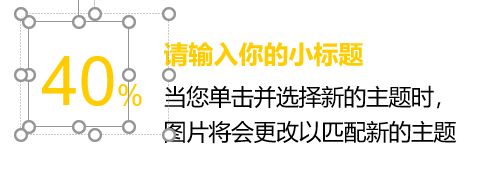 40%
请输入你的小标题
当您单击并选择新的主题时，
图片将会更改以匹配新的主题